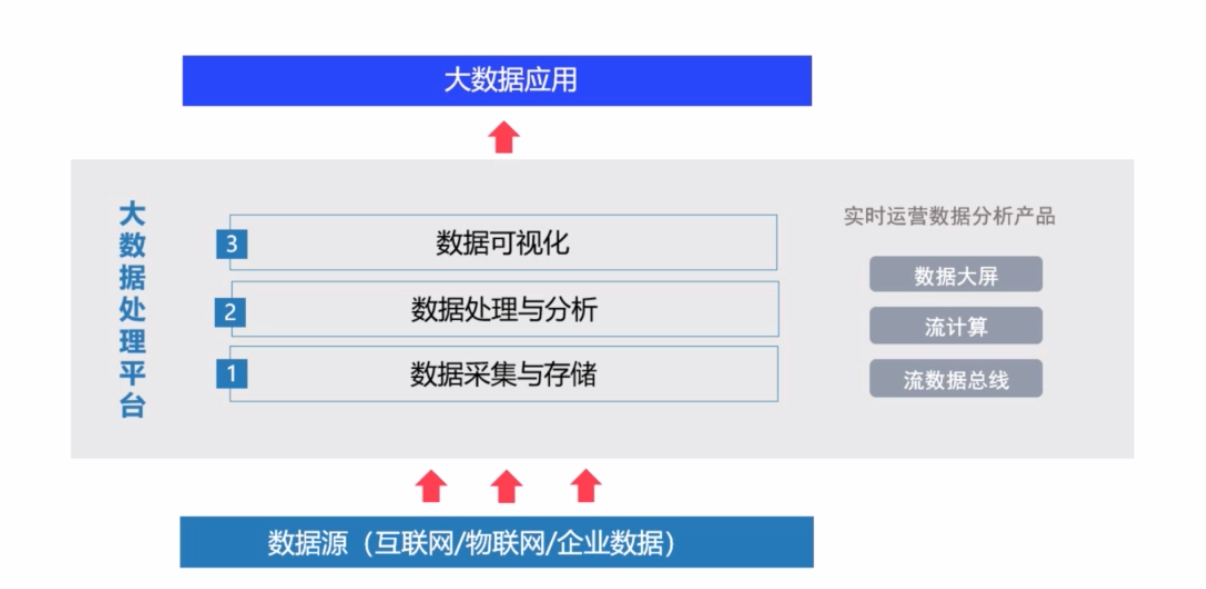 大数据应用
大数据处理平台
3
数据可视化
2
数据处理与分析
1
数据采集与存储
实时运营数据分析产品
数据大屏
流计算
流数据总线
数据源（互联网/物联网/企业数据）